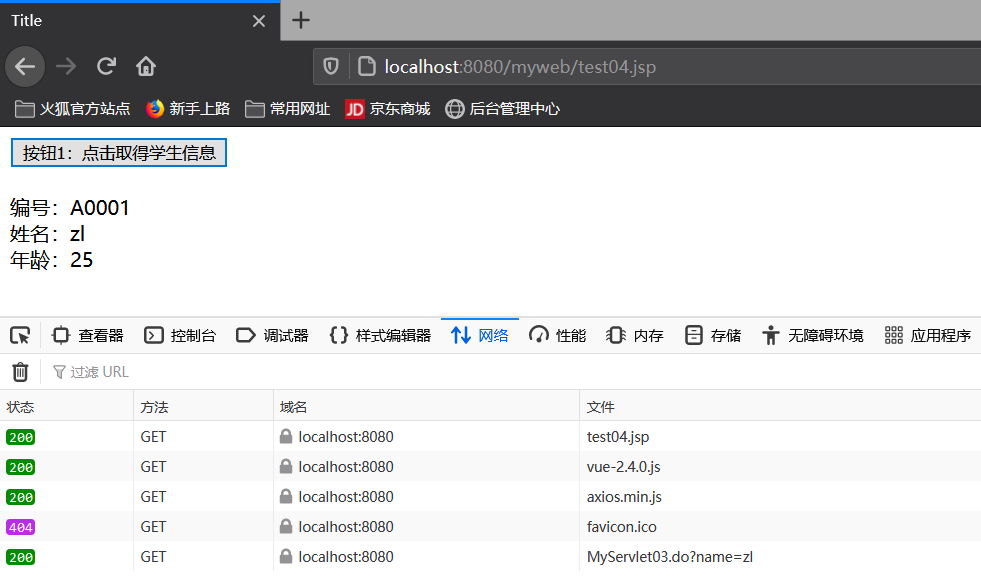 Title
localhost:8080/myweb/test04.jsp
火狐官方站点 新手上路 常用网址 JD 京东商城 后台管理中心
按钮1：点击取得学生信息
编号：A0001
姓名：zl
年龄：25
查看器 控制台 调试器 样式编辑器 网络 性能 内存 存储 无障碍环境 应用程序
过滤 URL
状态 方法 域名 文件
200 GET localhost:8080 test04.jsp
200 GET localhost:8080 vue-2.4.0.js
200 GET localhost:8080 axios.min.js
404 GET localhost:8080 favicon.ico
200 GET localhost:8080 MyServlet03.do?name=zl